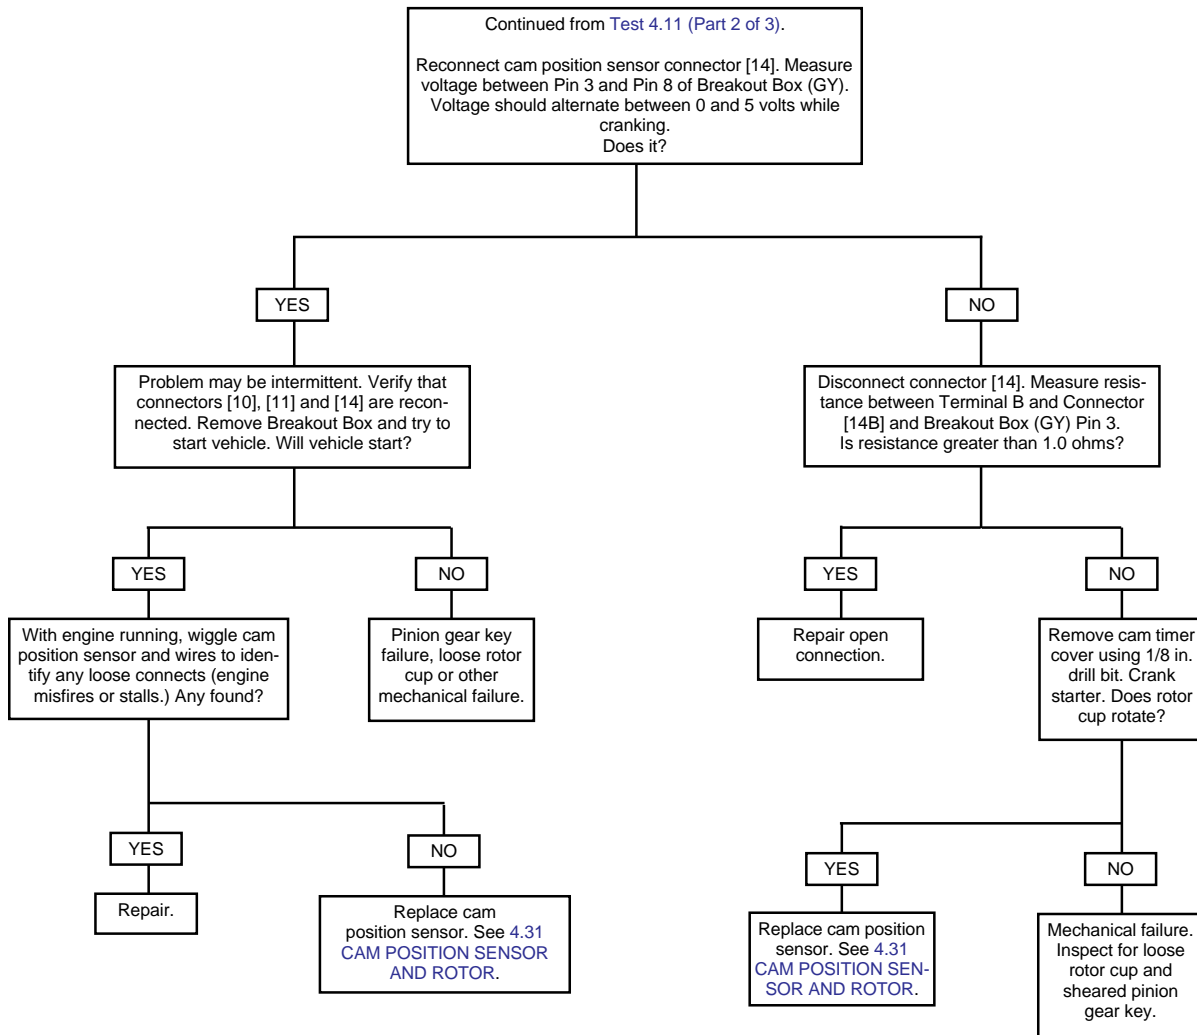 Continued from Test 4.11 (Part 2 of 3).
Reconnect cam position sensor connector [14]. Measure
voltage between Pin 3 and Pin 8 of Breakout Box (GY).
Voltage should alternate between 0 and 5 volts while
cranking.
Does it?
YES
NO
Problem may be intermittent. Verify that
connectors [10], [11] and [14] are recon-
nected. Remove Breakout Box and try to
start vehicle. Will vehicle start?
Disconnect connector [14]. Measure resis-
tance between Terminal B and Connector
[14B] and Breakout Box (GY) Pin 3.
Is resistance greater than 1.0 ohms?
YES
NO
YES
NO
With engine running, wiggle cam
position sensor and wires to iden-
tify any loose connects (engine
misfires or stalls.) Any found?
Pinion gear key
failure, loose rotor
cup or other
mechanical failure.
Repair open
connection.
Remove cam timer
cover using 1/8 in.
drill bit. Crank
starter. Does rotor
cup rotate?
YES
NO
YES
NO
Repair.
Replace cam
position sensor. See 4.31
CAM POSITION SENSOR
AND ROTOR.
Replace cam position
sensor. See 4.31
CAM POSITION SEN-
SOR AND ROTOR.
Mechanical failure.
Inspect for loose
rotor cup and
sheared pinion
gear key.